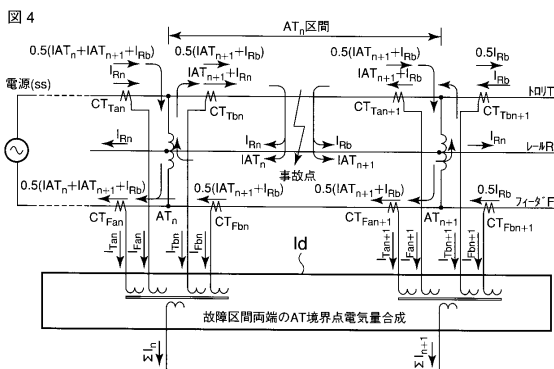 図4
ATn区間
0.5(IATn+IATn+1+IRb)
0.5(IATn+1+IRb)
0.5(IATn+1+IRb)
0.5IRb
IRn
IATn+1+IRn
IATn+1
IRb
電源(ss)
CTTan
CTTbn
CTTan+1
CTTbn+1
トロリT
IRn
IRn
IRb
IRn
レールR
IATn
IATn+1
事故点
0.5(IATn+IATn+1+IRb)
0.5(IATn+1+IRb)
0.5(IATn+1+IRb)
0.5IRb
フィーダF
CTFan
ATn
CTFbn
CTFan+1
ATn+1
CTFbn+1
ITan
IFan
ITbn
IFbn
Id
ITan+1
IFan+1
ITbn+1
IFbn+1
故障区間両端のAT境界点電気量合成
ΣIn
ΣIn+1